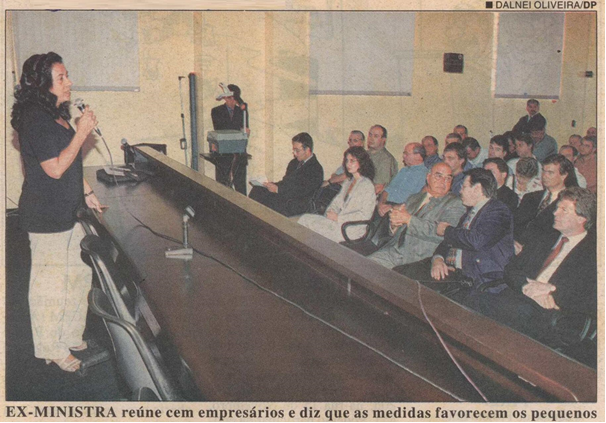 ■ DALNEI OLIVEIRA/DP
EX-MINISTRA reúne cem empresários e diz que as medidas favorecem os pequenos